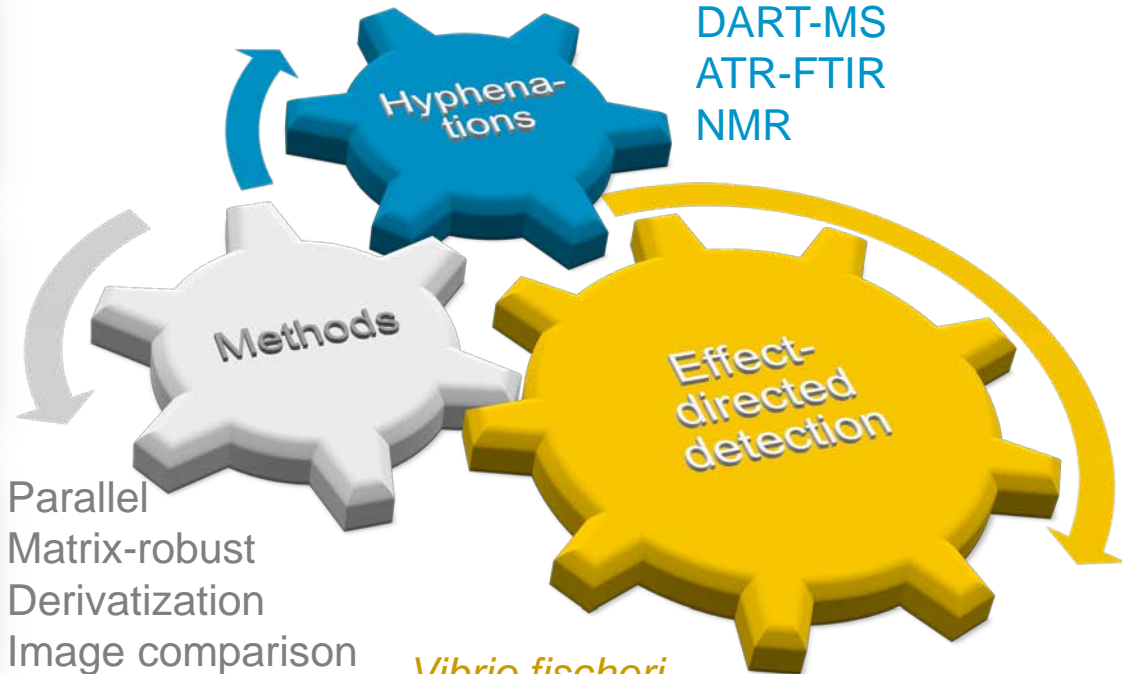 DART-MS
ATR-FTIR
NMR
Hyphena-
tions
Methods
Effect-
directed
detection
Parallel
Matrix-robust
Derivatization
Image comparison
Vibrio fischeri